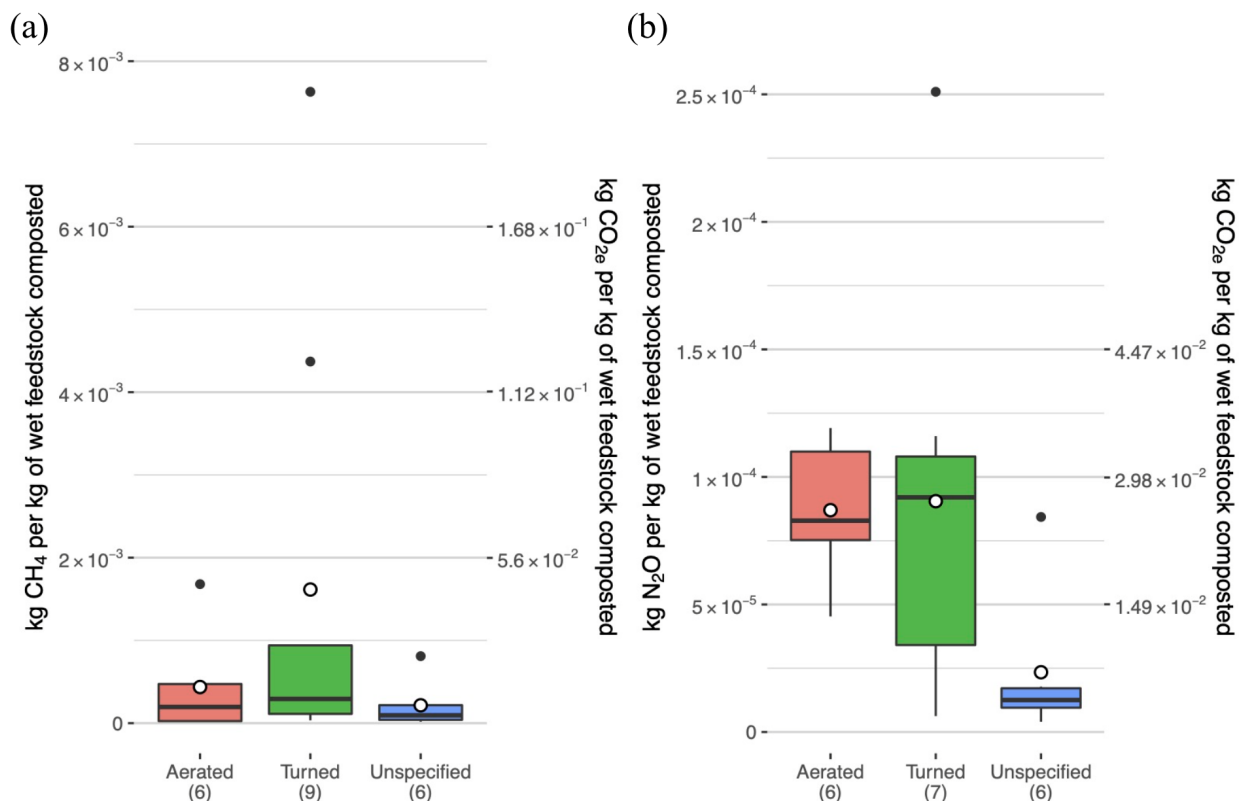 (a)
kg CH₄ per kg of wet feedstock composted
8 × 10⁻³
6 × 10⁻³
4 × 10⁻³
2 × 10⁻³
0
1.68 × 10⁻¹
1.12 × 10⁻¹
5.6 × 10⁻²
kg CO₂ₑ per kg of wet feedstock composted
Aerated
(6)
Turned
(9)
Unspecified
(6)
(b)
kg N₂O per kg of wet feedstock composted
2.5 × 10⁻⁴
2 × 10⁻⁴
1.5 × 10⁻⁴
1 × 10⁻⁴
5 × 10⁻⁵
0
4.47 × 10⁻²
2.98 × 10⁻²
1.49 × 10⁻²
kg CO₂ₑ per kg of wet feedstock composted
Aerated
(6)
Turned
(7)
Unspecified
(6)